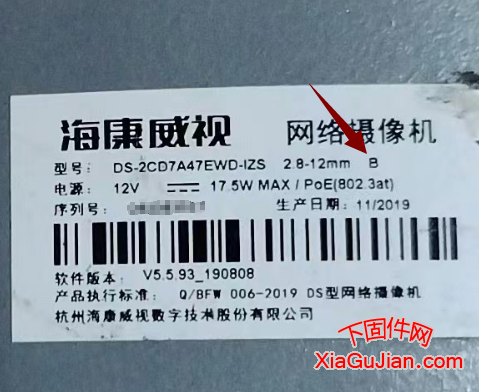 海康威视 网络摄像机
型号: DS-2CD7A47EWD-IZS 2.8-12mm B
电源: 12V 17.5W MAX / PoE(802.3at)
序列号:
生产日期: 11/2019
软件版本: V5.5.93_190808
产品执行标准: Q/BFW 006-2019 DS型网络摄像机
杭州海康威视数字技术股份有限公司
下固件网
XiaGuJian.com